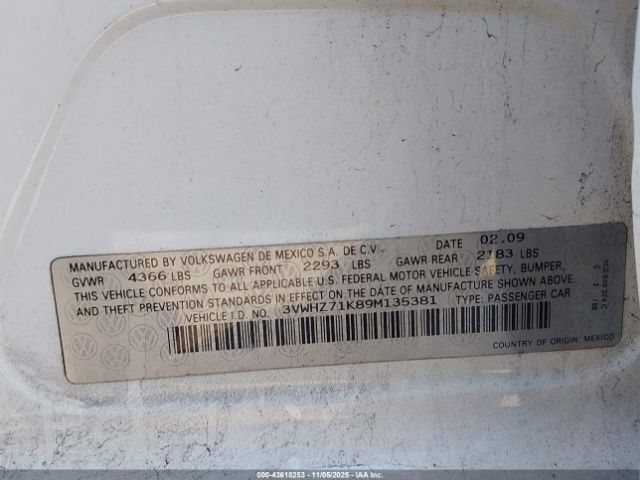 MANUFACTURED BY VOLKSWAGEN DE MEXICO S.A. DE C.V.- DATE 02.09
GVWR 4366 LBS GAWR FRONT 2293 LBS GAWR REAR 2183 LBS
THIS VEHICLE CONFORMS TO ALL APPLICABLE U.S. FEDERAL MOTOR VEHICLE SAFETY, BUMPER,
AND THEFT PREVENTION STANDARDS IN EFFECT ON THE DATE OF MANUFACTURE SHOWN ABOVE.
VEHICLE I.D. NO. 3VWHZ71K89M135381 TYPE: PASSENGER CAR
COUNTRY OF ORIGIN: MEXICO
000-43618253 - 11/05/2025 - IAA Inc.